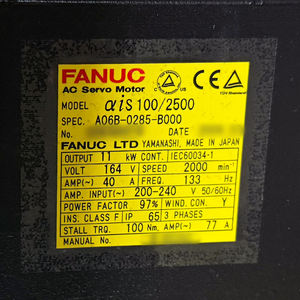 FANUC
AC Servo Motor
MODEL αiS 100/2500
SPEC. A06B-0285-B000
No. DATE
FANUC LTD YAMANASHI, MADE IN JAPAN
OUTPUT 11 kW CONT. IEC60034-1
VOLT(~) 164 V SPEED 2000 min⁻¹
AMP(~) 40 A FREQ. 133 Hz
AMP. INPUT(~) 200-240 V 50/60Hz
POWER FACTOR 97% WIND. CON. Y
INS. CLASS F IP 65 3 PHASES
STALL TRQ. 100 Nm, AMP(~) 77 A
MANUAL No.